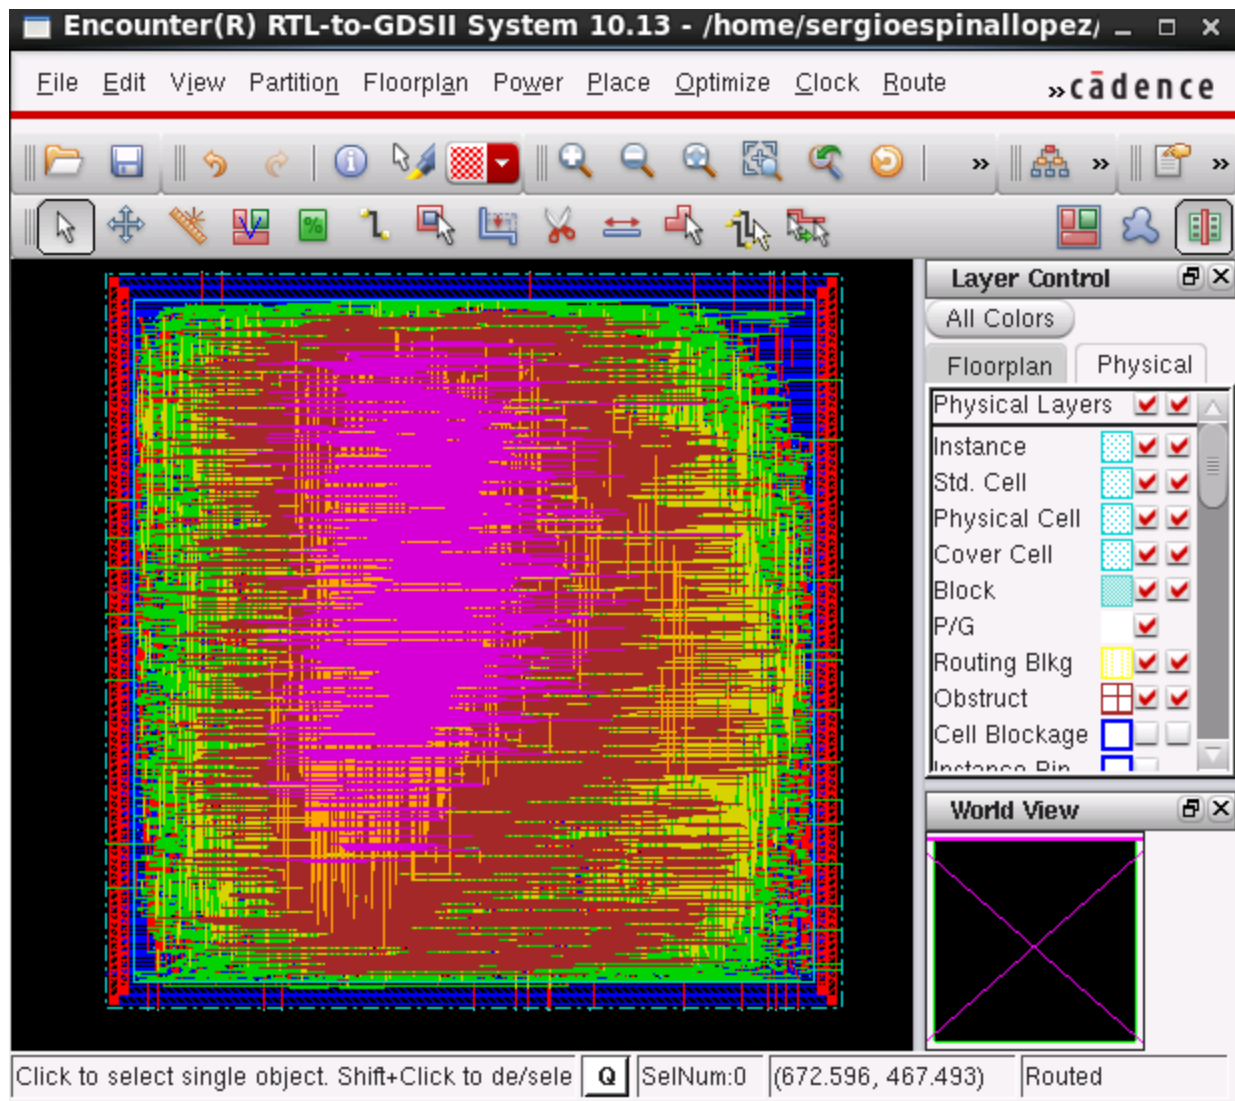 Encounter(R) RTL-to-GDSII System 10.13 - /home/sergioespinallopez/
File Edit View Partition Floorplan Power Place Optimize Clock Route » cādence
» » »
%
Layer Control
All Colors
Floorplan Physical
Physical Layers
Instance
Std. Cell
Physical Cell
Cover Cell
Block
P/G
Routing Blkg
Obstruct
Cell Blockage
Instance Pin
World View
Click to select single object. Shift+Click to de/sele Q SelNum:0 (672.596, 467.493) Routed